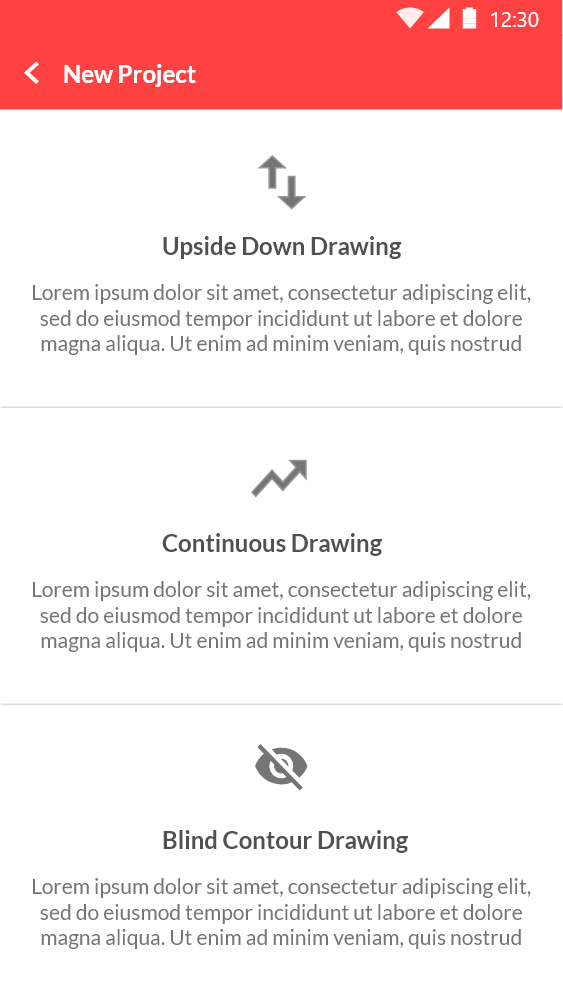 12:30
New Project
Upside Down Drawing
Lorem ipsum dolor sit amet, consectetur adipiscing elit,
sed do eiusmod tempor incididunt ut labore et dolore
magna aliqua. Ut enim ad minim veniam, quis nostrud
Continuous Drawing
Lorem ipsum dolor sit amet, consectetur adipiscing elit,
sed do eiusmod tempor incididunt ut labore et dolore
magna aliqua. Ut enim ad minim veniam, quis nostrud
Blind Contour Drawing
Lorem ipsum dolor sit amet, consectetur adipiscing elit,
sed do eiusmod tempor incididunt ut labore et dolore
magna aliqua. Ut enim ad minim veniam, quis nostrud